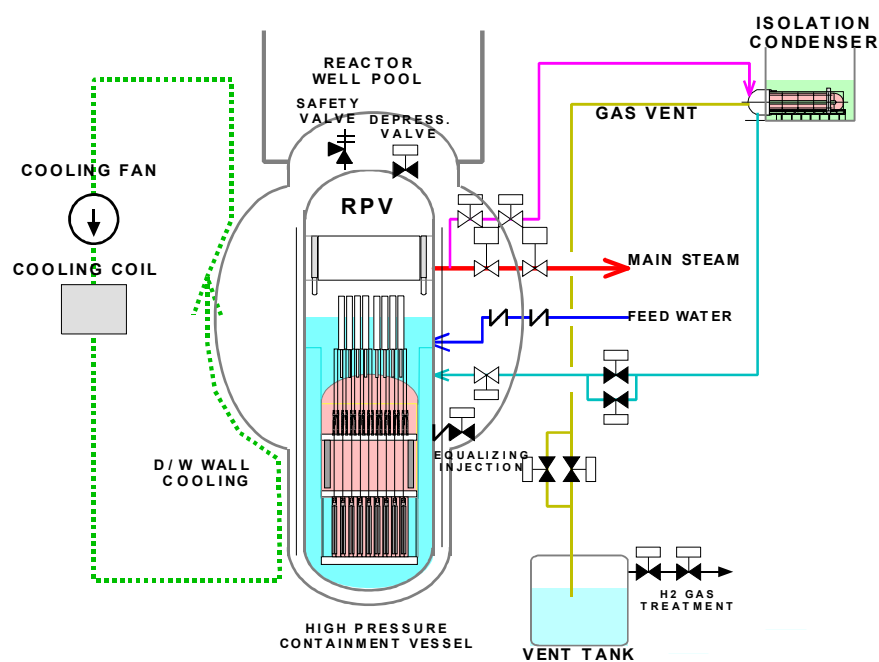 ISOLATION
CONDENSER
REACTOR
WELL POOL
SAFETY
VALVE
DEPRESS.
VALVE
GAS VENT
COOLING FAN
RPV
COOLING COIL
MAIN STEAM
FEED WATER
D/W WALL
COOLING
EQUALIZING
INJECTION
H2 GAS
TREATMENT
HIGH PRESSURE
CONTAINMENT VESSEL
VENT TANK